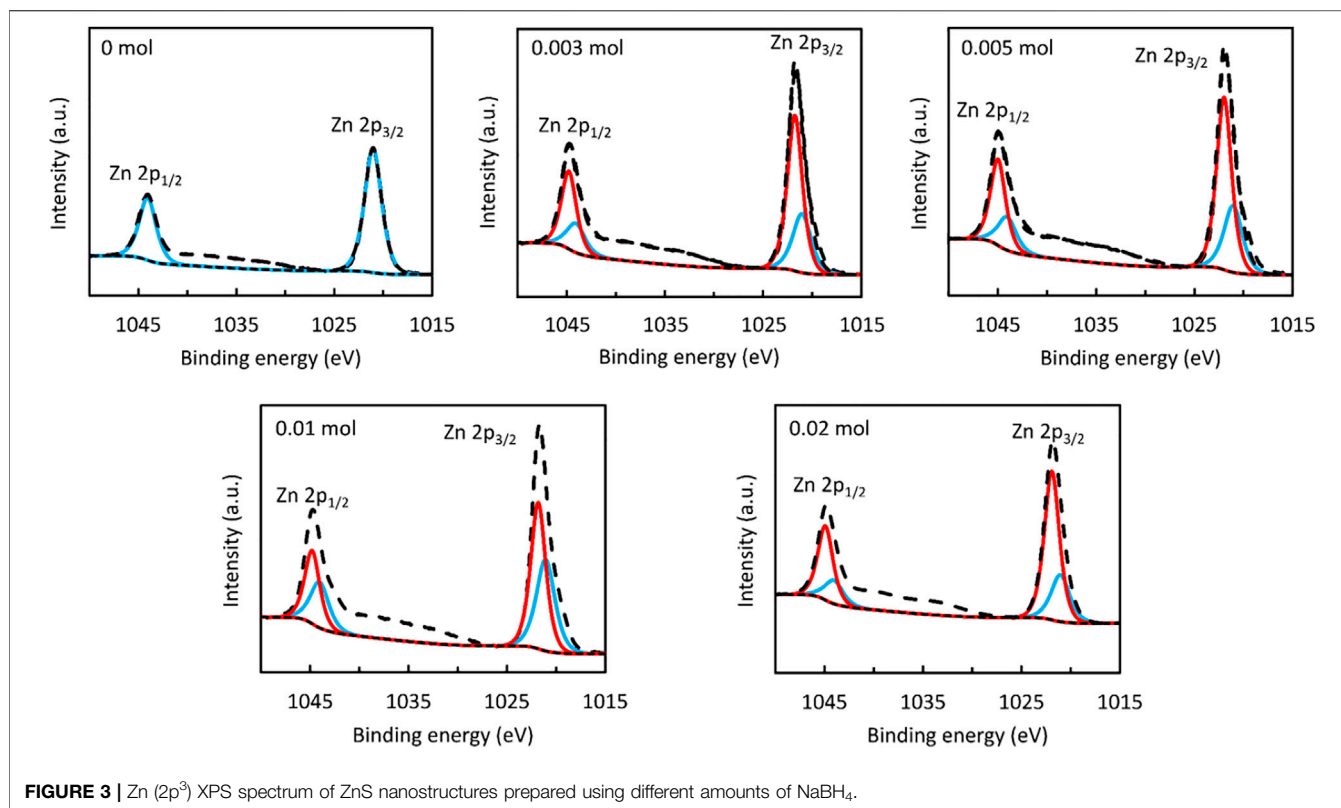 0 mol
Zn 2p1/2
Zn 2p3/2
Intensity (a.u.)
1045 1035 1025 1015
Binding energy (eV)
0.003 mol
Zn 2p1/2
Zn 2p3/2
Intensity (a.u.)
1045 1035 1025 1015
Binding energy (eV)
0.005 mol
Zn 2p1/2
Zn 2p3/2
Intensity (a.u.)
1045 1035 1025 1015
Binding energy (eV)
0.01 mol
Zn 2p1/2
Zn 2p3/2
Intensity (a.u.)
1045 1035 1025 1015
Binding energy (eV)
0.02 mol
Zn 2p1/2
Zn 2p3/2
Intensity (a.u.)
1045 1035 1025 1015
Binding energy (eV)
FIGURE 3 | Zn (2p³) XPS spectrum of ZnS nanostructures prepared using different amounts of NaBH₄.